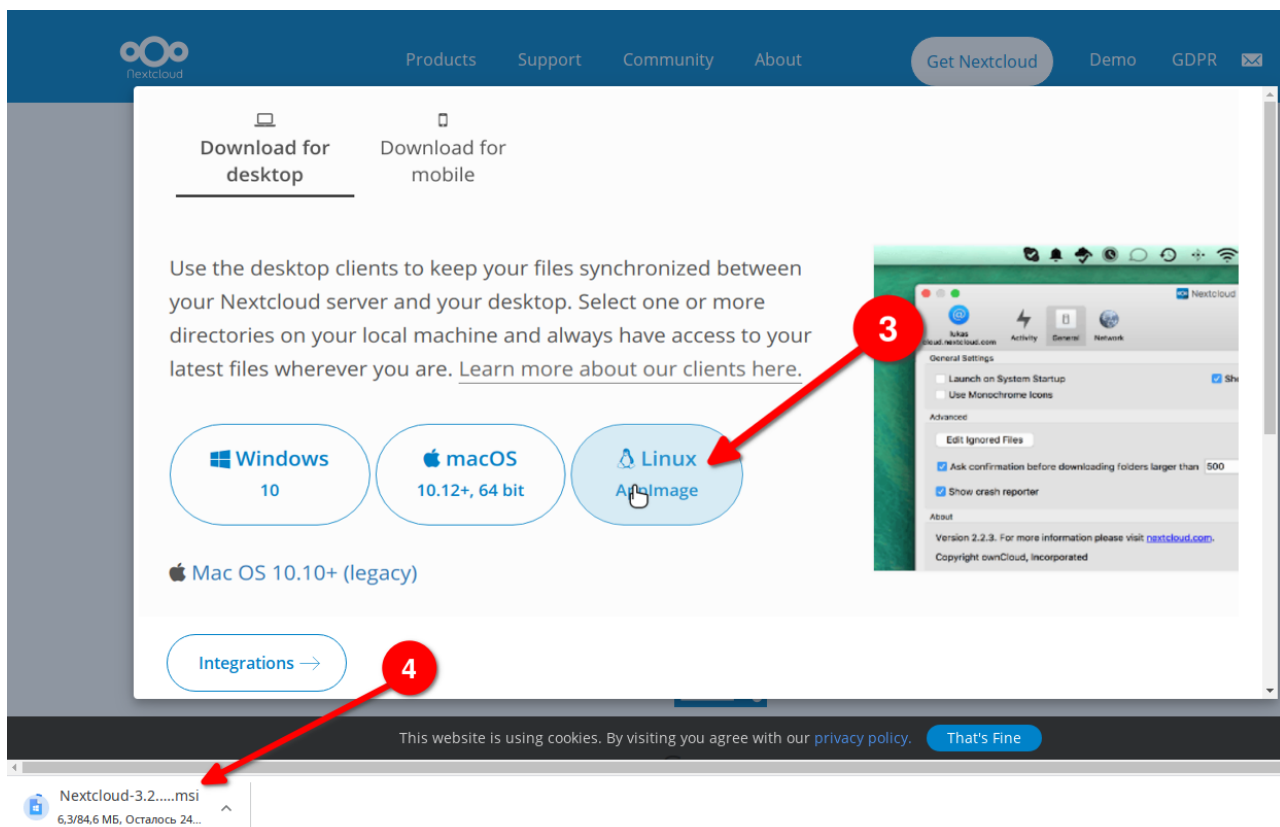 Nextcloud
Products Support Community About Get Nextcloud Demo GDPR
Download for desktop
Download for mobile
Use the desktop clients to keep your files synchronized between
your Nextcloud server and your desktop. Select one or more
directories on your local machine and always have access to your
latest files wherever you are. Learn more about our clients here.
3
Windows
10
macOS
10.12+, 64 bit
Linux
AppImage
Mac OS 10.10+ (legacy)
Integrations →
4
Nextcloud
lukas
cloud.nextcloud.com
Activity
General
Network
General Settings
Launch on System Startup
Use Monochrome Icons
Advanced
Edit Ignored Files
Ask confirmation before downloading folders larger than 500
Show crash reporter
About
Version 2.2.3. For more information please visit nextcloud.com.
Copyright ownCloud, Incorporated
This website is using cookies. By visiting you agree with our privacy policy. That's Fine
Nextcloud-3.2.....msi
6,3/84,6 МБ, Осталось 24...